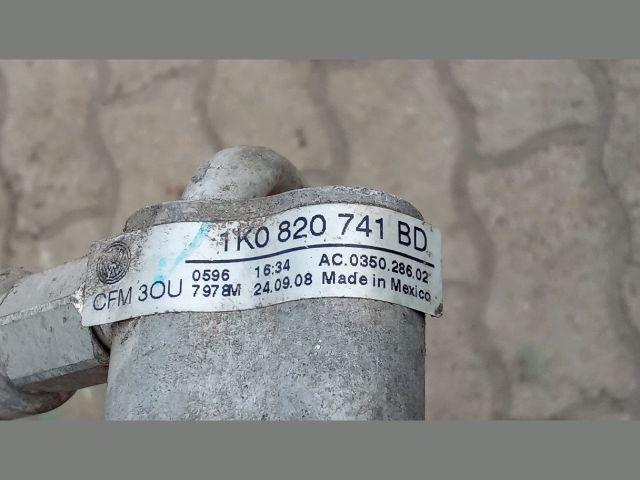 1K0 820 741 BD
CFM 3OU 0596 16:34 AC.0350.286.02
7978M 24.09.08 Made in Mexico